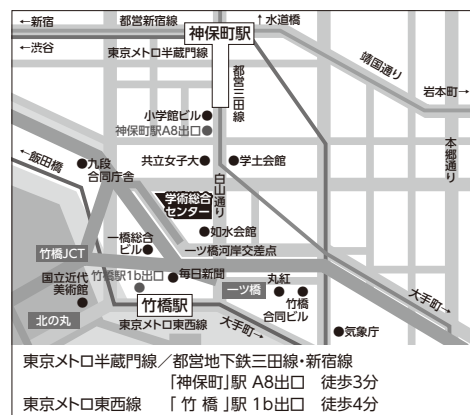 ←新宿
都営新宿線
神保町駅
↑水道橋
←渋谷
東京メトロ半蔵門線
靖国通り
岩本町→
都営三田線
小学館ビル
神保町駅A8出口
本郷通り
←飯田橋
九段
合同庁舎
共立女子大
学士会館
白山通り
学術総合
センター
如水会館
一橋総合
ビル
一ツ橋河岸交差点
竹橋JCT
国立近代
美術館
竹橋駅1b出口
毎日新聞
丸紅
一ツ橋
竹橋
合同ビル
竹橋駅
北の丸
東京メトロ東西線
大手町→
大手町→
気象庁
東京メトロ半蔵門線／都営地下鉄三田線・新宿線
「神保町」駅 A8出口　徒歩3分
東京メトロ東西線　「 竹 橋 」駅 1b出口　徒歩4分